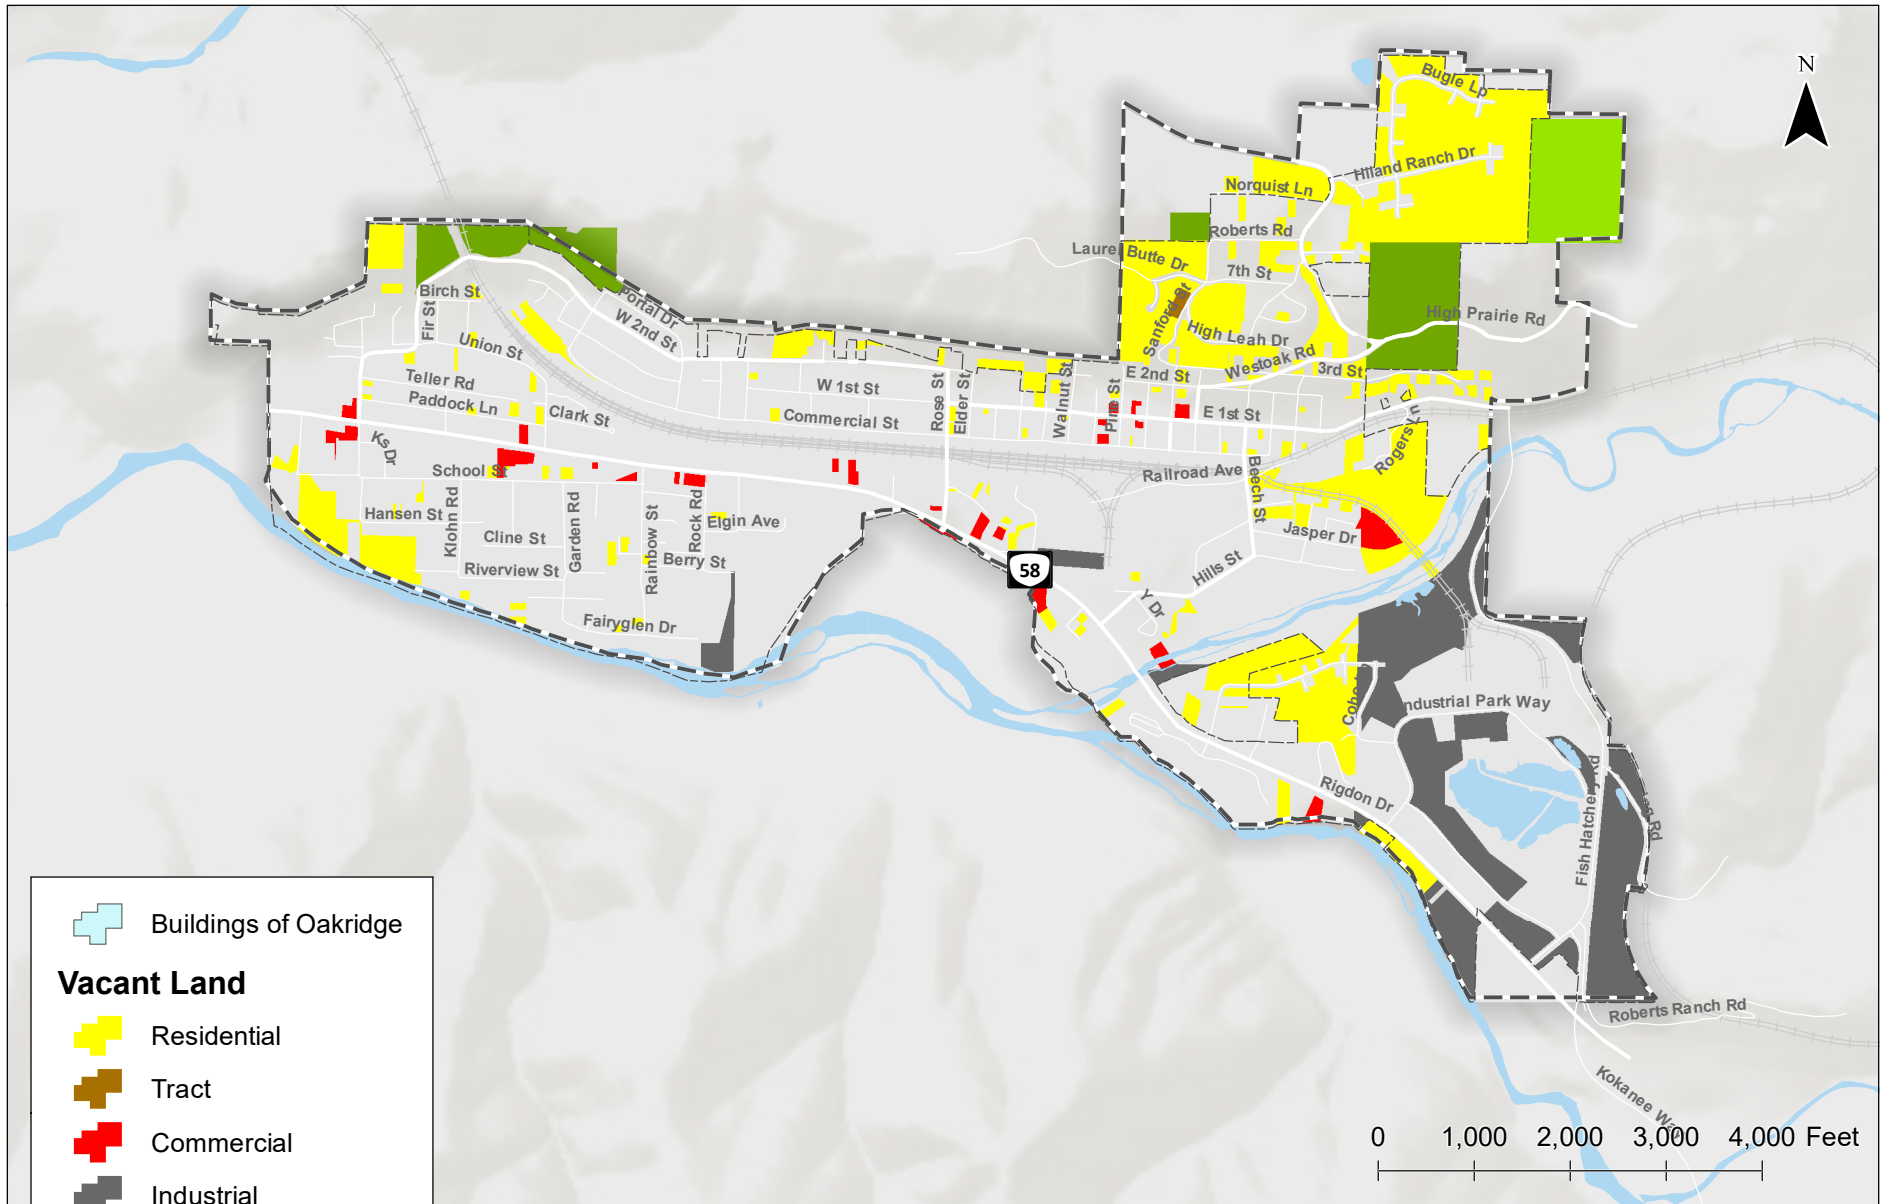 N
Bugle Lp
Hiland Ranch Dr
Norquist Ln
Roberts Rd
Laurel Butte Dr
7th St
Sanford St
High Prairie Rd
High Leah Dr
Westoak Rd
3rd St
E 2nd St
Birch St
Fir St
Portal Dr
W 2nd St
Union St
Teller Rd
Paddock Ln
Clark St
W 1st St
Commercial St
Rose St
Elder St
Walnut St
Pine St
E 1st St
Ks Dr
School St
Railroad Ave
Beech St
Rogers Ln
Hansen St
Klohn Rd
Cline St
Garden Rd
Rainbow St
Rock Rd
Elgin Ave
Berry St
Riverview St
Fairyglen Dr
Jasper Dr
Hills St
58
Y Dr
Industrial Park Way
Rigdon Dr
Fish Hatchery Rd
Roberts Ranch Rd
Kokanee Way
Buildings of Oakridge
Vacant Land
Residential
Tract
Commercial
Industrial
0 1,000 2,000 3,000 4,000 Feet